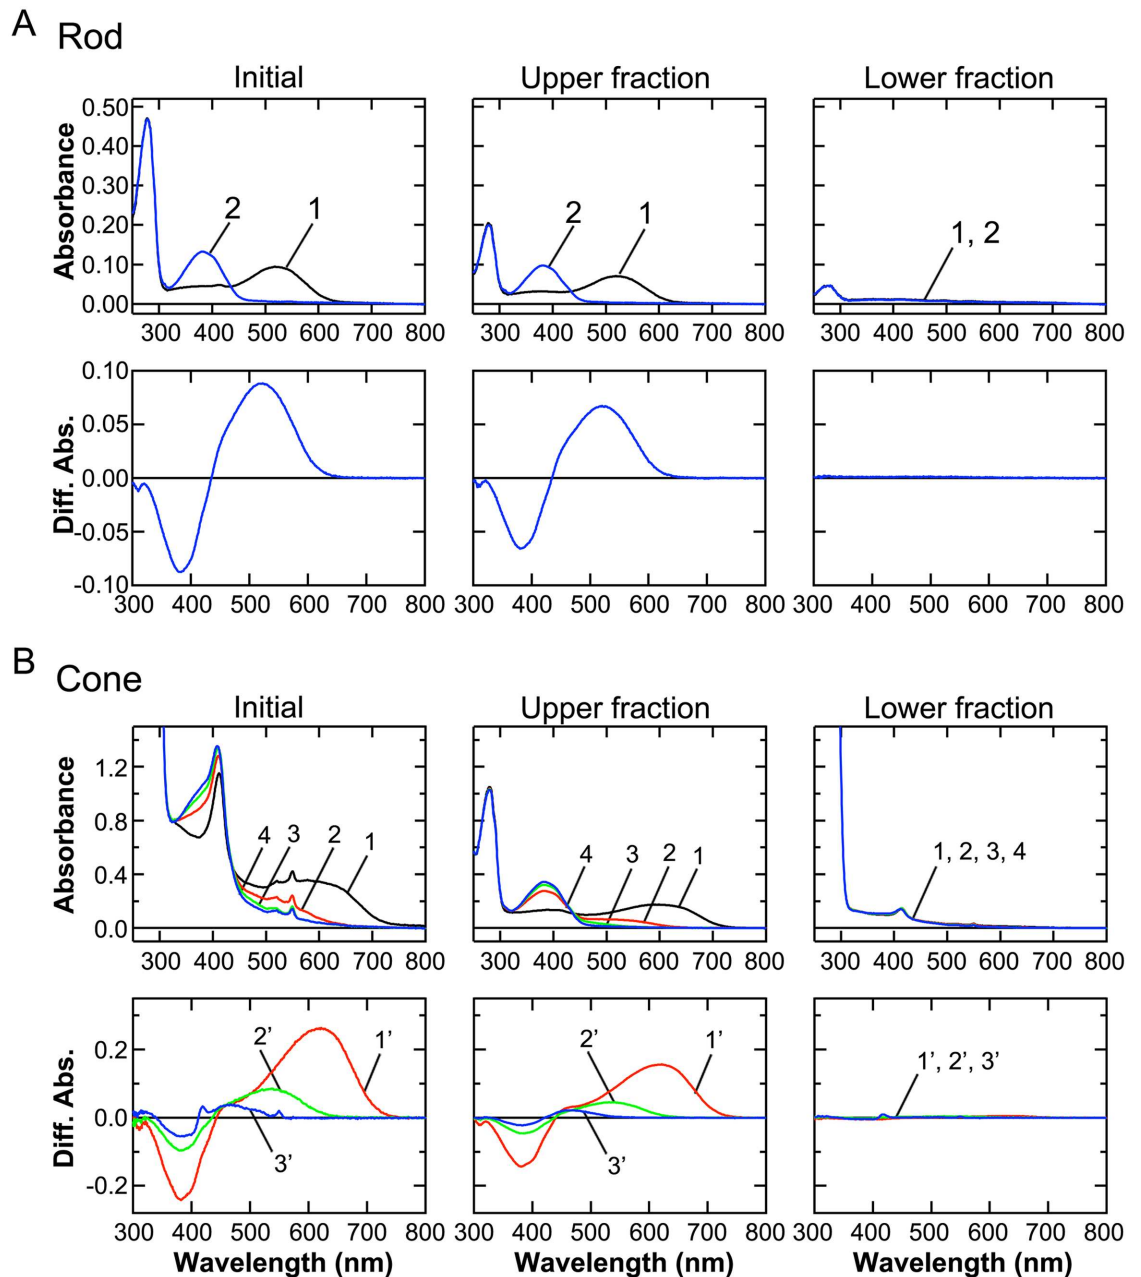 A Rod
Initial Upper fraction Lower fraction
Absorbance
0.50
0.40
0.30
0.20
0.10
0.00
2 1
2 1
1, 2
300 400 500 600 700 800 300 400 500 600 700 800 300 400 500 600 700 800
Diff. Abs.
0.10
0.05
0.00
-0.05
-0.10
300 400 500 600 700 800 300 400 500 600 700 800 300 400 500 600 700 800
B Cone
Initial Upper fraction Lower fraction
Absorbance
1.2
0.8
0.4
0.0
4 3 2 1
4 3 2 1
1, 2, 3, 4
300 400 500 600 700 800 300 400 500 600 700 800 300 400 500 600 700 800
Diff. Abs.
0.2
0.0
-0.2
2’ 1’
3’
2’ 1’
3’
1’, 2’, 3’
300 400 500 600 700 800 300 400 500 600 700 800 300 400 500 600 700 800
Wavelength (nm) Wavelength (nm) Wavelength (nm)